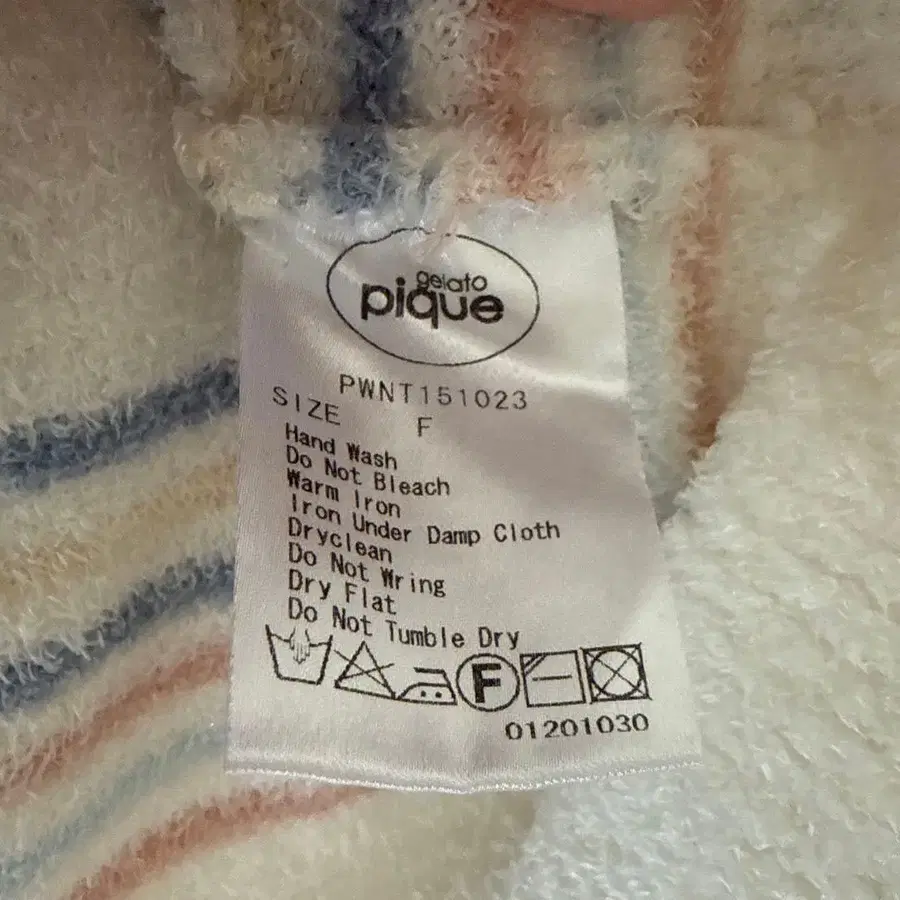 gelato
pique
PWNT151023
SIZE F
Hand Wash
Do Not Bleach
Warm Iron
Iron Under Damp Cloth
Dryclean
Do Not Wring
Dry Flat
Do Not Tumble Dry
F
01201030